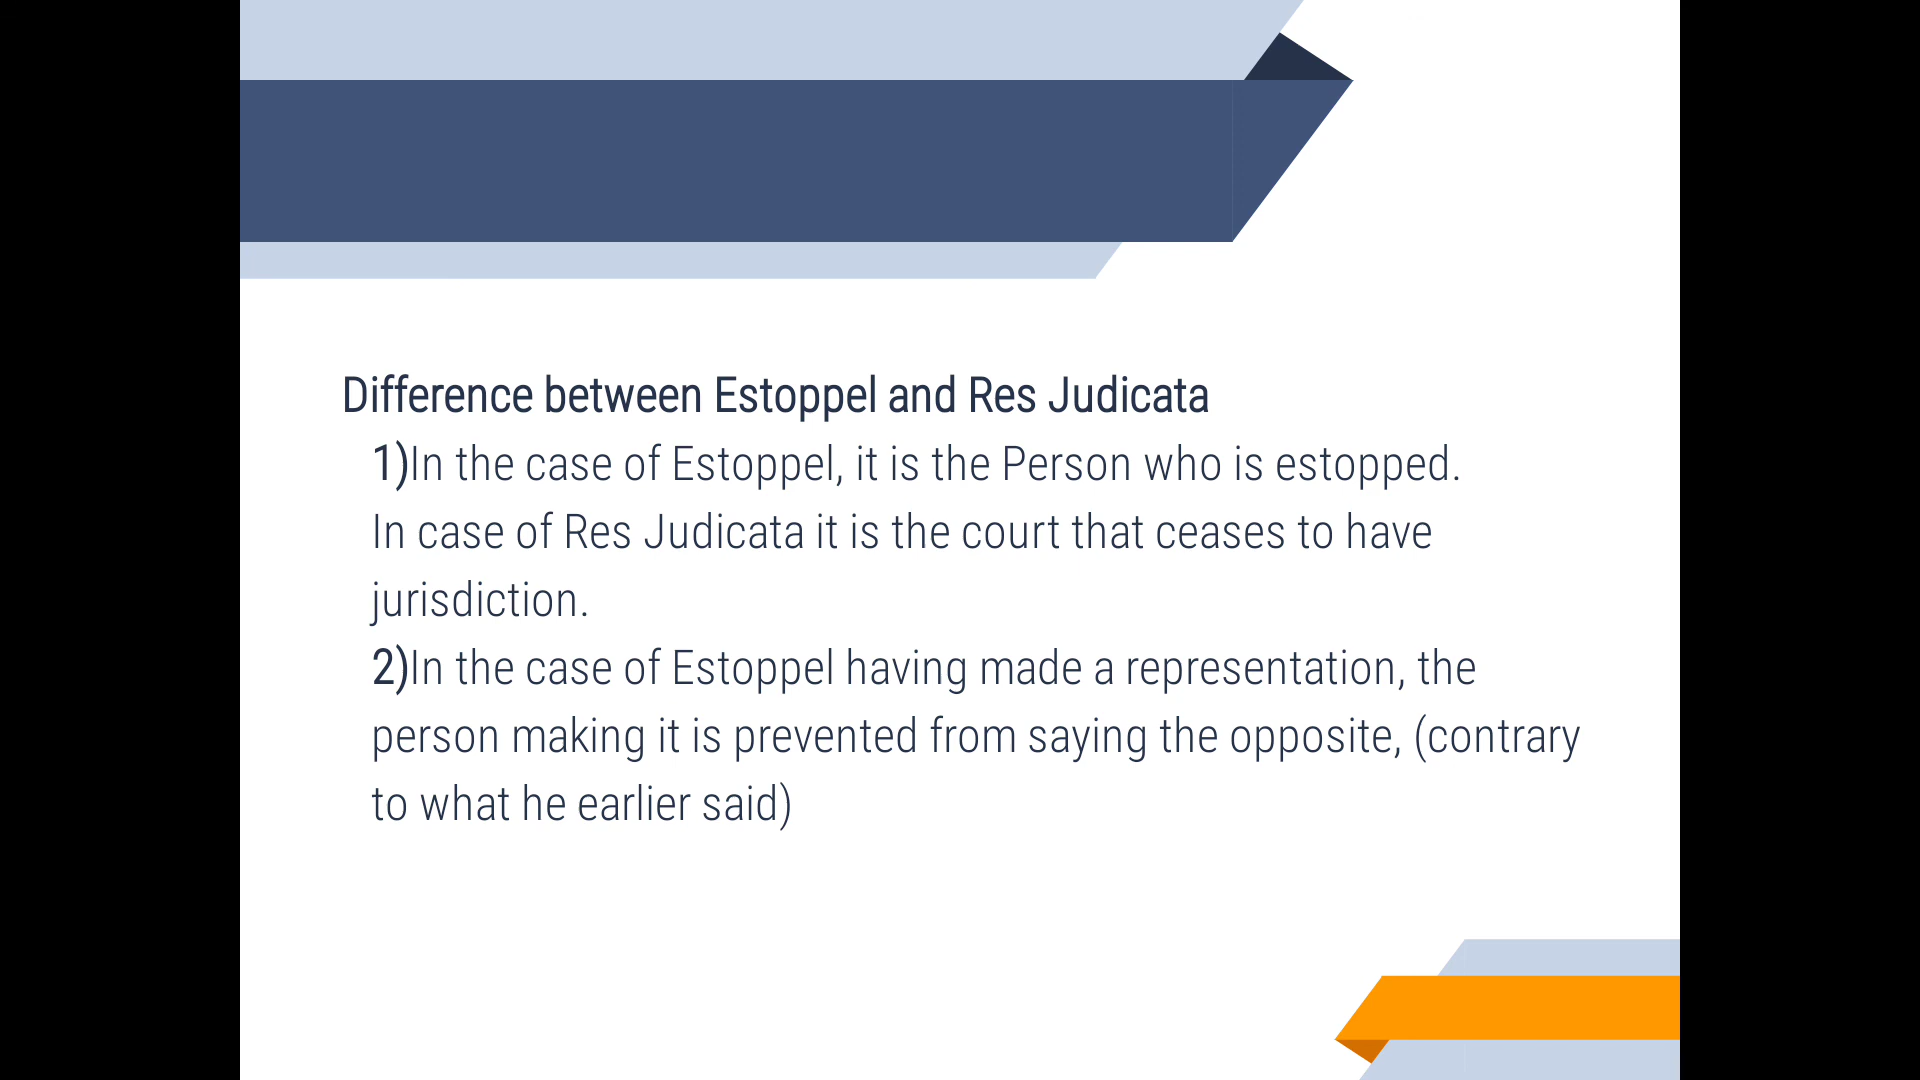 Difference between Estoppel and Res Judicata
1)In the case of Estoppel, it is the Person who is estopped.
In case of Res Judicata it is the court that ceases to have
jurisdiction.
2)In the case of Estoppel having made a representation, the
person making it is prevented from saying the opposite, (contrary
to what he earlier said)